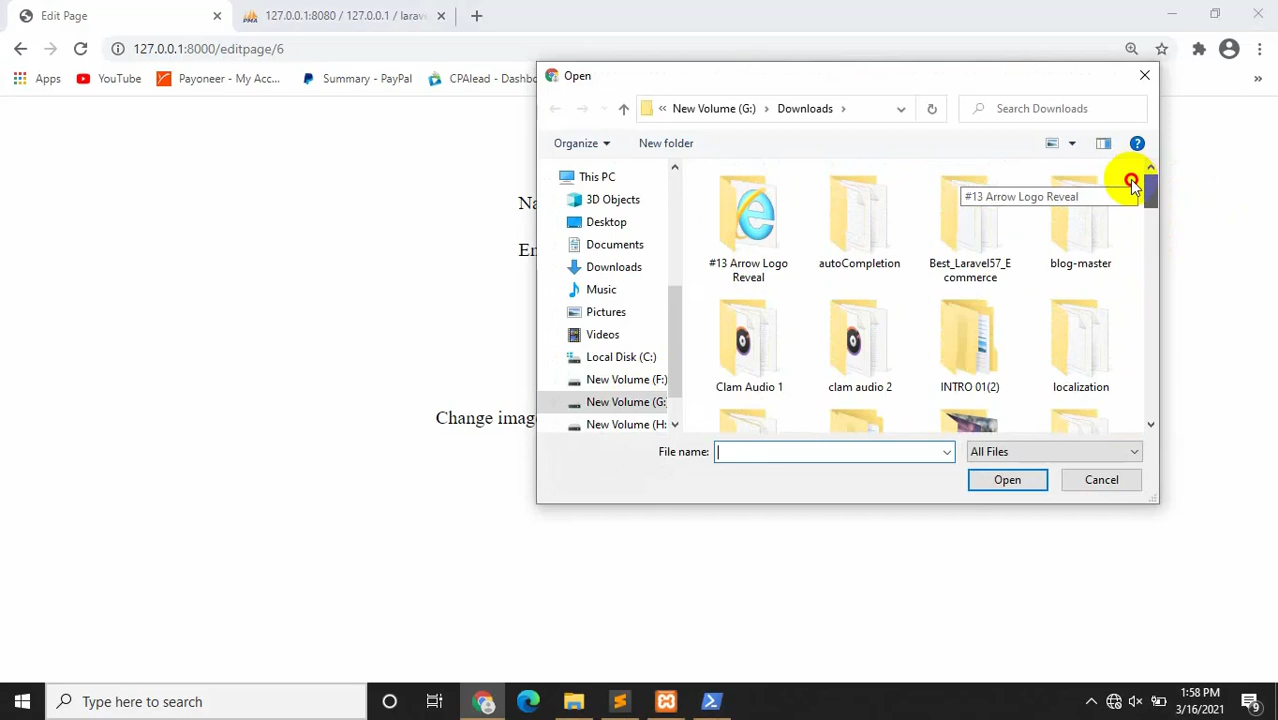 Edit Page
127.0.0.1:8080 / 127.0.0.1 / larav
127.0.0.1:8000/editpage/6
Apps
YouTube
Payoneer - My Acc...
Summary - PayPal
CPAlead - Dashbo
»
Open
« New Volume (G:) › Downloads ›
Search Downloads
Organize
New folder
This PC
3D Objects
Desktop
Documents
Downloads
Music
Pictures
Videos
Local Disk (C:)
New Volume (F:)
New Volume (G:
New Volume (H:
#13 Arrow Logo Reveal
#13 Arrow Logo
Reveal
autoCompletion
Best_Laravel57_E
commerce
blog-master
Clam Audio 1
clam audio 2
INTRO 01(2)
localization
Na
Em
Change image
File name:
All Files
Open
Cancel
Type here to search
1:58 PM
3/16/2021
9